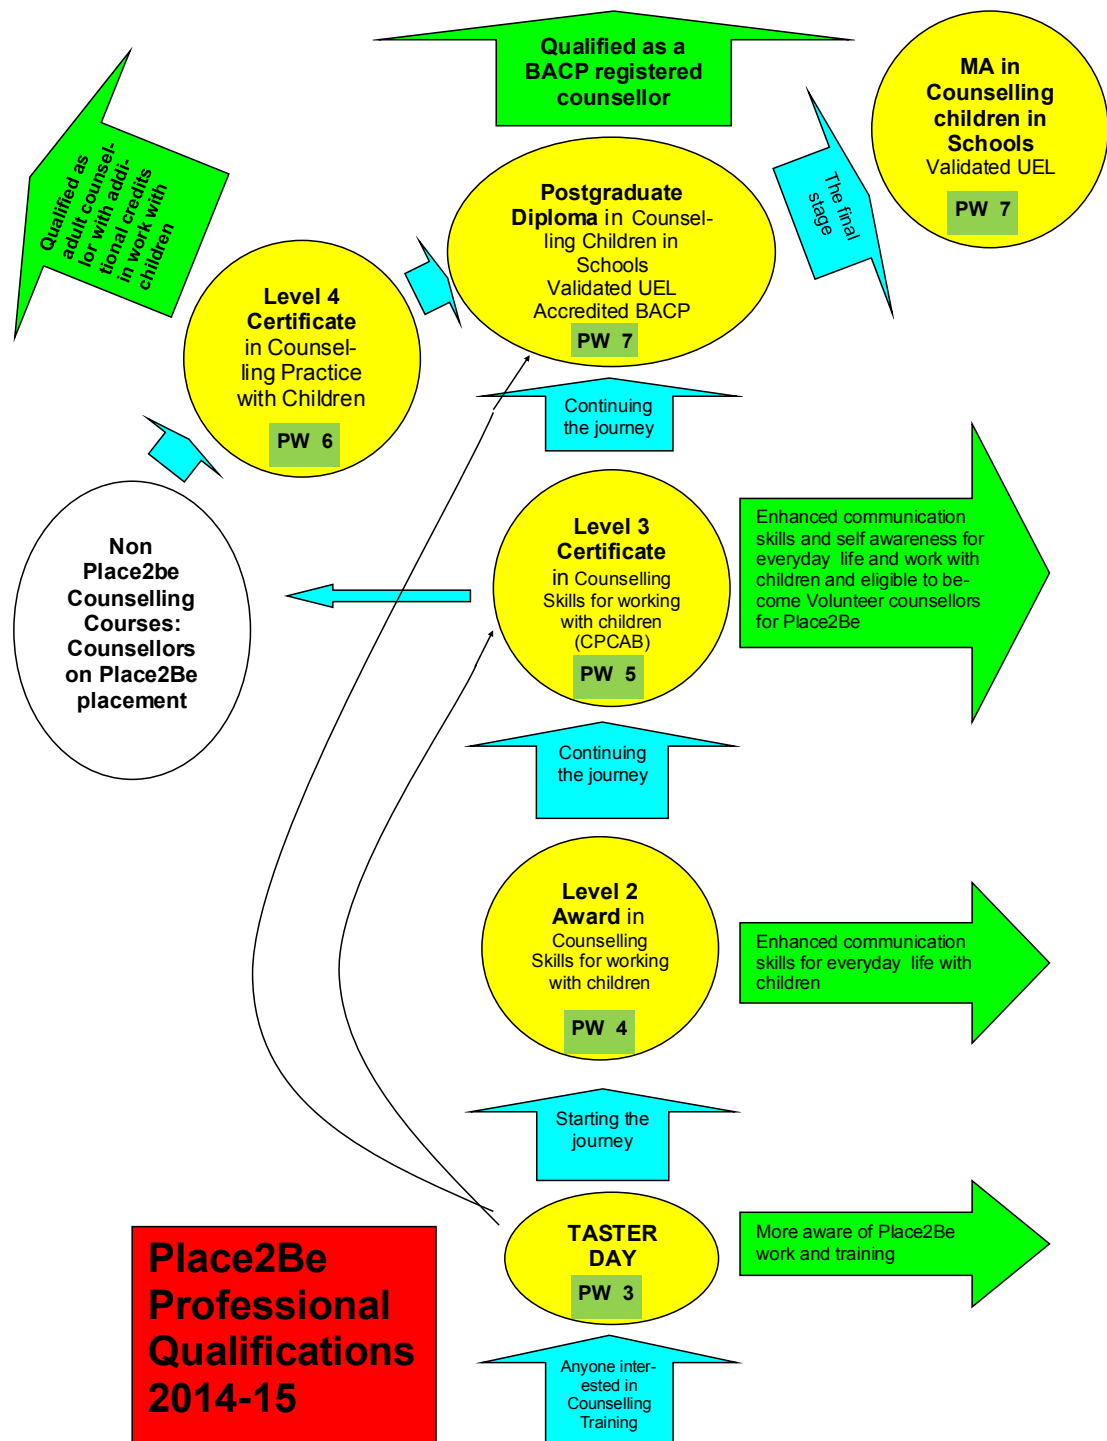 Qualified as a
BACP registered
counsellor
MA in
Counselling
children in
Schools
Validated UEL
PW 7
Qualified as
adult counsel-
lor with addi-
tional credits
in work with
children
The final
stage
Postgraduate
Diploma in Counsel-
ling Children in
Schools
Validated UEL
Accredited BACP
PW 7
Level 4
Certificate
in Counsel-
ling Practice
with Children
PW 6
Continuing
the journey
Non
Place2be
Counselling
Courses:
Counsellors
on Place2Be
placement
Level 3
Certificate
in Counselling
Skills for working
with children
(CPCAB)
PW 5
Enhanced communication
skills and self awareness for
everyday life and work with
children and eligible to be-
come Volunteer counsellors
for Place2Be
Continuing
the journey
Level 2
Award in
Counselling
Skills for working
with children
PW 4
Enhanced communication
skills for everyday life with
children
Starting the
journey
TASTER
DAY
PW 3
More aware of Place2Be
work and training
Place2Be
Professional
Qualifications
2014-15
Anyone inter-
ested in
Counselling
Training